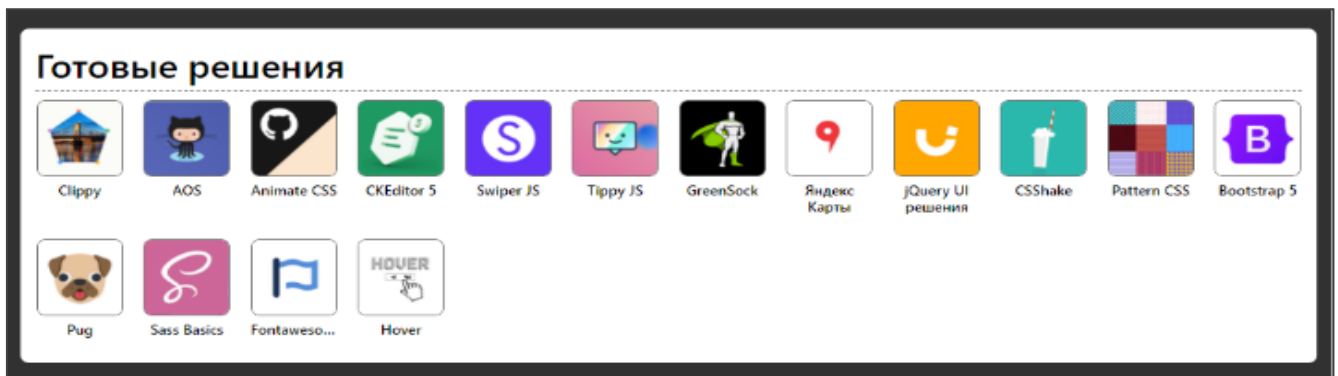 Готовые решения
Clippy
AOS
Animate CSS
CKEditor 5
Swiper JS
Tippy JS
GreenSock
Яндекс
Карты
jQuery UI
решения
CSShake
Pattern CSS
Bootstrap 5
S
B
HOVER
Pug
Sass Basics
Fontaweso...
Hover